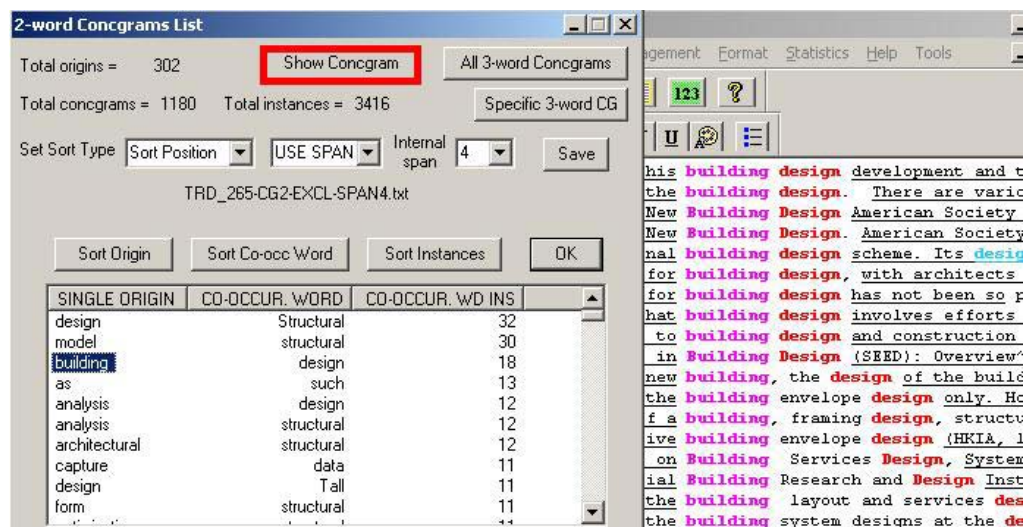 2-word Concgrams List
Total origins = 302
Show Concgram
All 3-word Concgrams
Total concgrams = 1180 Total instances = 3416
Specific 3-word CG
Set Sort Type Sort Position USE SPAN Internal span 4 Save
TRD_265-CG2-EXCL-SPAN4.txt
Sort Origin Sort Co-occ Word Sort Instances OK
SINGLE ORIGIN CO-OCCUR. WORD CO-OCCUR. WD INS
design Structural 32
model structural 30
building design 18
as such 13
analysis design 12
analysis structural 12
architectural structural 12
capture data 11
design Tall 11
form structural 11
agement Format Statistics Help Tools
123 ?
U A
his building design development and t
the building design. There are vario
New Building Design American Society
New Building Design. American Society
nal building design scheme. Its desig
for building design, with architects
for building design has not been so p
hat building design involves efforts
to building design and construction
in Building Design (SEED): Overview^
new building, the design of the build
the building envelope design only. Ho
f a building, framing design, structu
ive building envelope design (HKIA, l
on Building Services Design, System
ial Building Research and Design Inst
the building layout and services des
the building system designs at the de